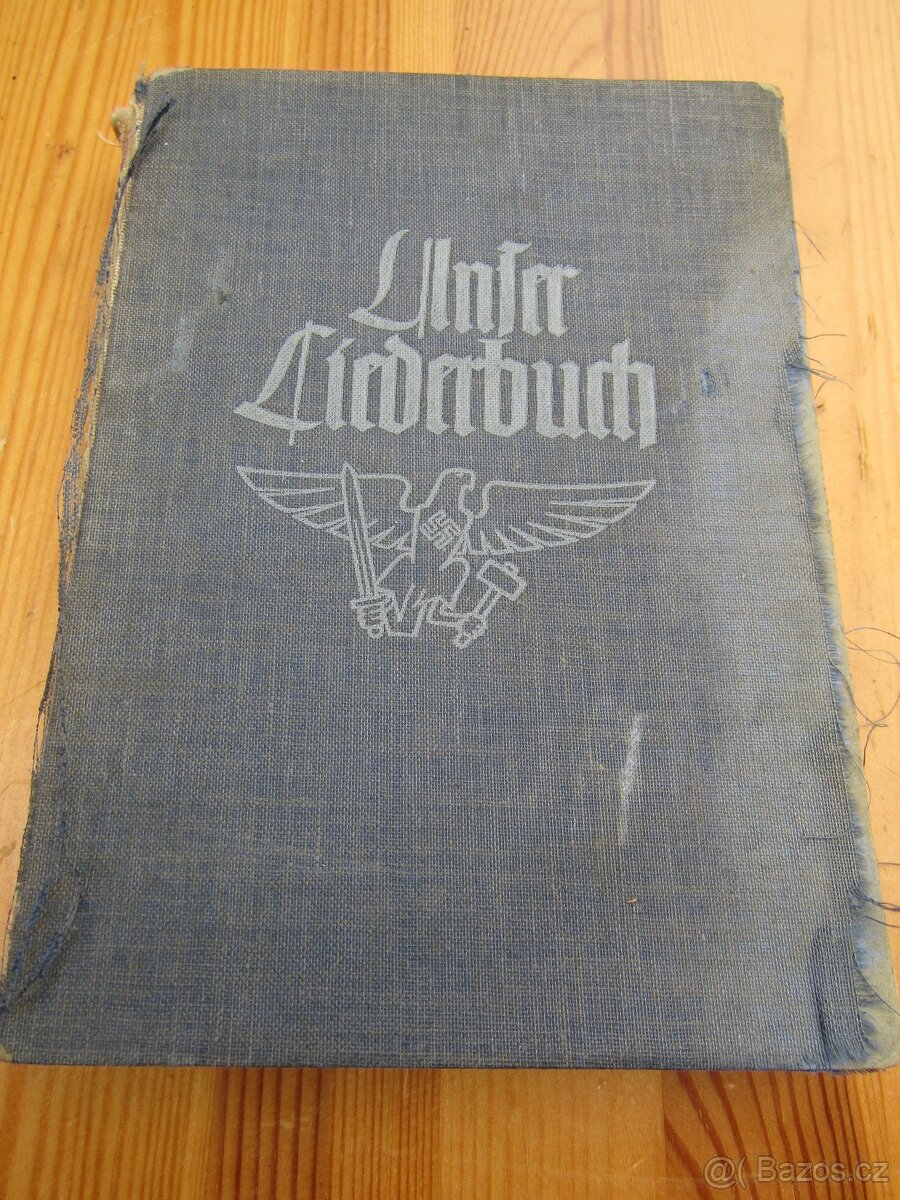 Unser
Liederbuch
@( Bazos.cz